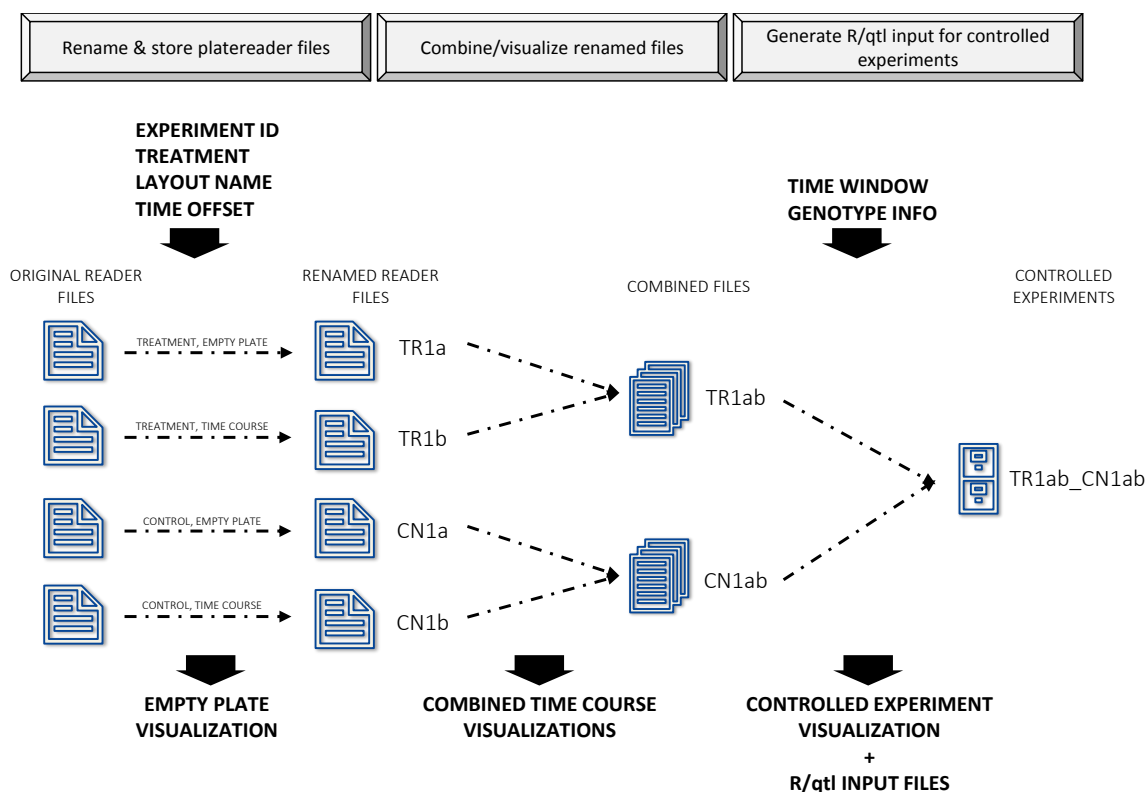 Rename & store platereader files
Combine/visualize renamed files
Generate R/qtl input for controlled
experiments
EXPERIMENT ID
TREATMENT
LAYOUT NAME
TIME OFFSET
TIME WINDOW
GENOTYPE INFO
ORIGINAL READER
FILES
RENAMED READER
FILES
COMBINED FILES
CONTROLLED
EXPERIMENTS
TREATMENT, EMPTY PLATE
TR1a
TREATMENT, TIME COURSE
TR1b
TR1ab
CONTROL, EMPTY PLATE
CN1a
CONTROL, TIME COURSE
CN1b
CN1ab
TR1ab_CN1ab
EMPTY PLATE
VISUALIZATION
COMBINED TIME COURSE
VISUALIZATIONS
CONTROLLED EXPERIMENT
VISUALIZATION
+
R/qtl INPUT FILES